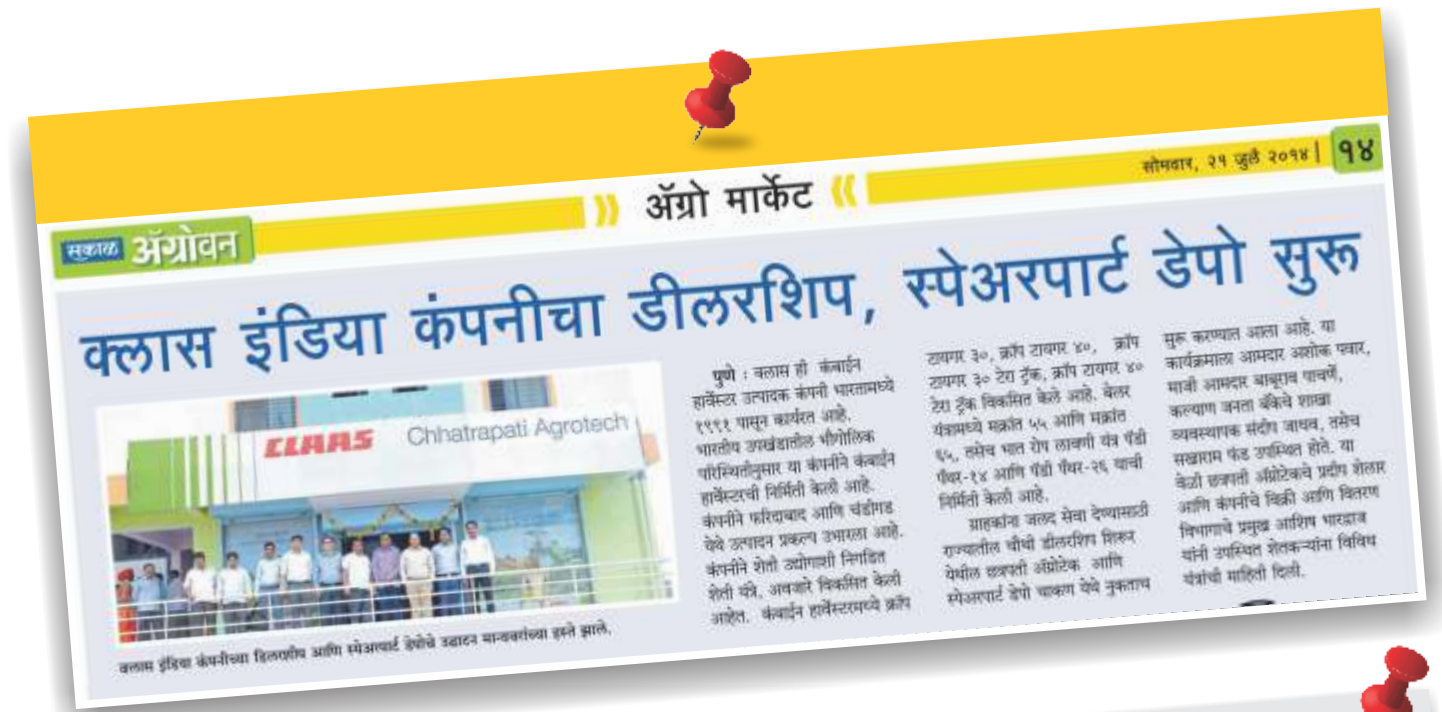 सोमवार, २१ जुलै २०१४ | १४
» ॲग्रो मार्केट «
सकाळ ॲग्रोवन
क्लास इंडिया कंपनीचा डीलरशिप, स्पेअरपार्ट डेपो सुरू
CLAAS Chhatrapati Agrotech
क्लास इंडिया कंपनीच्या डिलरशीप आणि स्पेअरपार्ट डेपोचे उद्घाटन मान्यवरांच्या हस्ते झाले.
पुणे : क्लास ही कंबाईन
हार्वेस्टर उत्पादक कंपनी भारतामध्ये
१९९१ पासून कार्यरत आहे.
भारतीय उपखंडातील भौगोलिक
परिस्थितीनुसार या कंपनीने कंबाईन
हार्वेस्टरची निर्मिती केली आहे.
कंपनीने फरिदाबाद आणि चंडीगड
येथे उत्पादन प्रकल्प उभारला आहे.
कंपनीने शेती उद्योगाशी निगडित
शेती यंत्रे, अवजारे विकसित केली
आहेत. कंबाईन हार्वेस्टरमध्ये क्रॉप
टायगर ३०, क्रॉप टायगर ४०, क्रॉप
टायगर ३० टेरा ट्रॅक, क्रॉप टायगर ४०
टेरा ट्रॅक विकसित केले आहे. बेलर
यंत्रामध्ये मक्रांत ५५ आणि मक्रांत
६५, तसेच भात रोप लावणी यंत्र पॅडी
पँथर-१४ आणि पॅडी पँथर-२६ याची
निर्मिती केली आहे.
ग्राहकांना जलद सेवा देण्यासाठी
राज्यातील चौथी डीलरशिप शिरूर
येथील छत्रपती ॲग्रोटेक आणि
स्पेअरपार्ट डेपो चाकण येथे नुकताच
सुरू करण्यात आला आहे. या
कार्यक्रमाला आमदार अशोक पवार,
माजी आमदार बाबूराव पाचर्णे,
कल्याण जनता बँकेचे शाखा
व्यवस्थापक संदीप जाधव, तसेच
सखाराम फंड उपस्थित होते. या
वेळी छत्रपती ॲग्रोटेकचे प्रदीप शेलार
आणि कंपनीचे विक्री आणि वितरण
विभागाचे प्रमुख आशिष भारद्वाज
यांनी उपस्थित शेतकऱ्यांना विविध
यंत्रांची माहिती दिली.